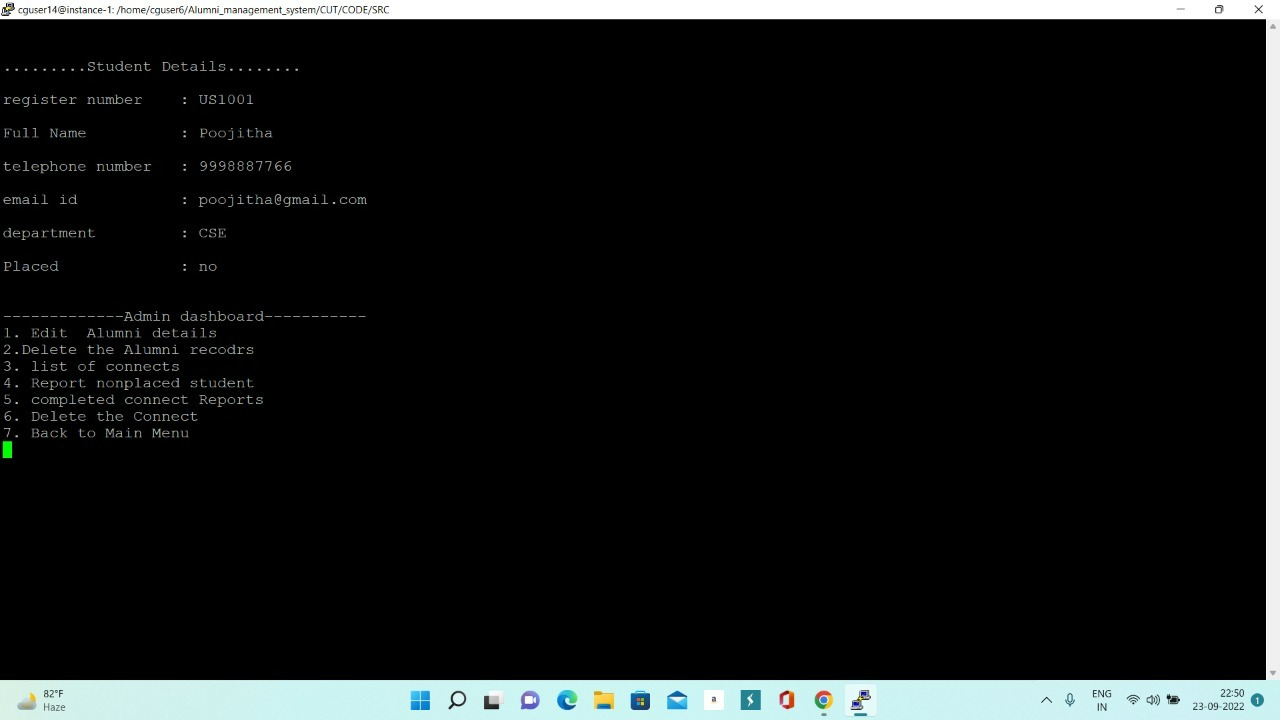 cguser14@instance-1: /home/cguser6/Alumni_management_system/CUT/CODE/SRC
.........Student Details........
register number    : US1001
Full Name          : Poojitha
telephone number   : 9998887766
email id           : poojitha@gmail.com
department         : CSE
Placed             : no
-------------Admin dashboard-----------
1. Edit  Alumni details
2.Delete the Alumni recodrs
3. list of connects
4. Report nonplaced student
5. completed connect Reports
6. Delete the Connect
7. Back to Main Menu
82°F
Haze
a
ENG
IN
22:50
23-09-2022
1